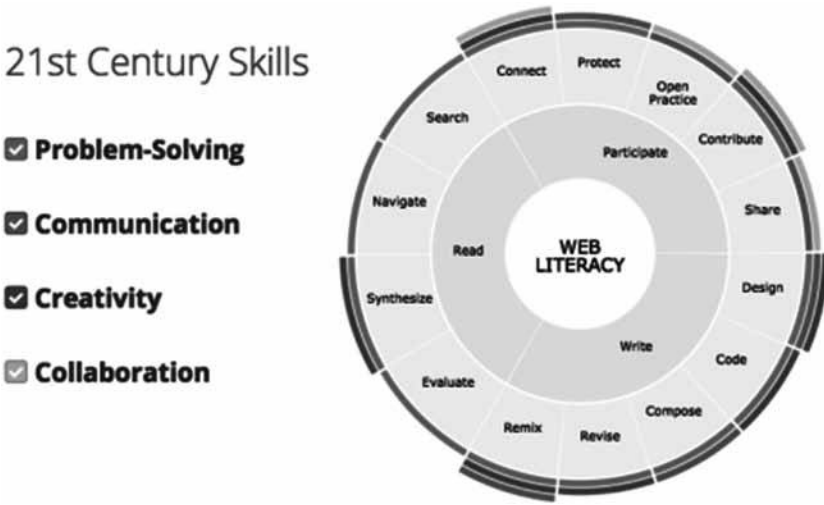 21st Century Skills
Problem-Solving
Communication
Creativity
Collaboration
WEB
LITERACY
Participate
Read
Write
Connect
Protect
Open
Practice
Contribute
Share
Design
Code
Compose
Revise
Remix
Evaluate
Synthesize
Navigate
Search